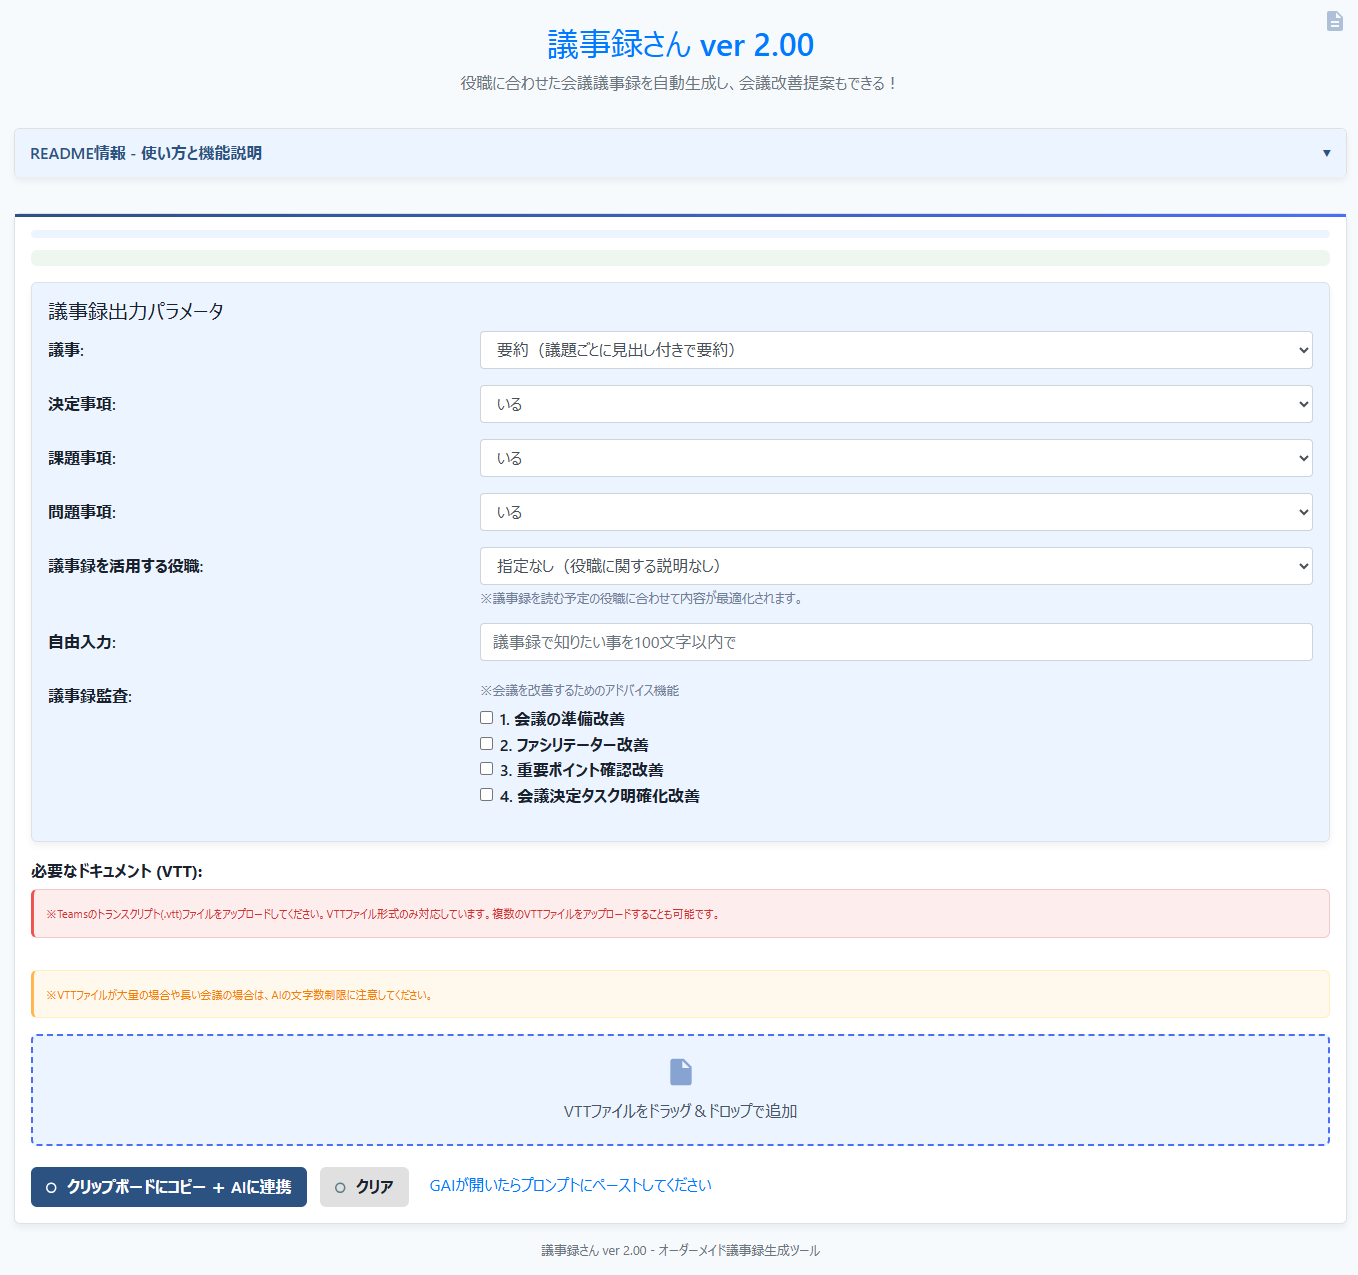 議事録さん ver 2.00
役職に合わせた会議議事録を自動生成し、会議改善提案もできる！
README情報 - 使い方と機能説明
▼
議事録出力パラメータ
議事:
要約（議題ごとに見出し付きで要約）
決定事項:
いる
課題事項:
いる
問題事項:
いる
議事録を活用する役職:
指定なし（役職に関する説明なし）
※議事録を読む予定の役職に合わせて内容が最適化されます。
自由入力:
議事録で知りたい事を100文字以内で
議事録監査:
※会議を改善するためのアドバイス機能
1. 会議の準備改善
2. ファシリテーター改善
3. 重要ポイント確認改善
4. 会議決定タスク明確化改善
必要なドキュメント (VTT):
※Teamsのトランスクリプト(.vtt)ファイルをアップロードしてください。VTTファイル形式のみ対応しています。複数のVTTファイルをアップロードすることも可能です。
※VTTファイルが大量の場合や長い会議の場合は、AIの文字数制限に注意してください。
VTTファイルをドラッグ＆ドロップで追加
クリップボードにコピー ＋ AIに連携
クリア
GAIが開いたらプロンプトにペーストしてください
議事録さん ver 2.00 - オーダーメイド議事録生成ツール